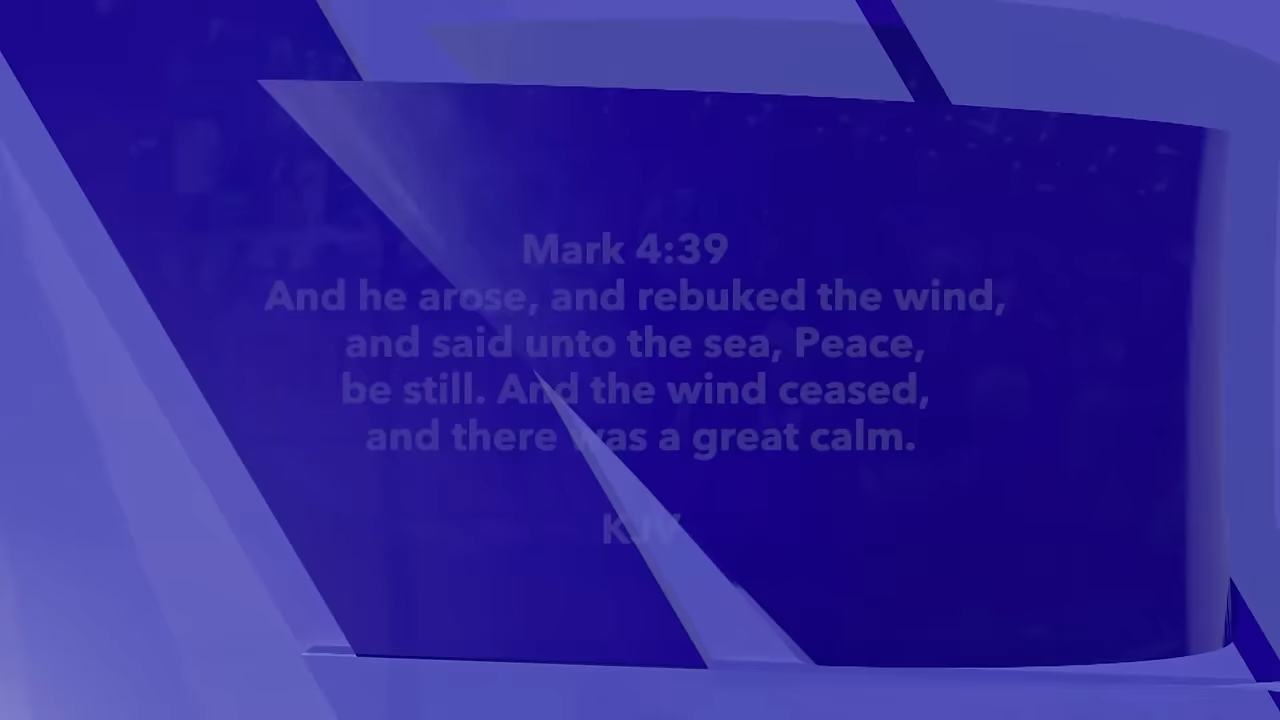 Mark 4:39
And he arose, and rebuked the wind,
and said unto the sea, Peace,
be still. And the wind ceased,
and there was a great calm.
KJV